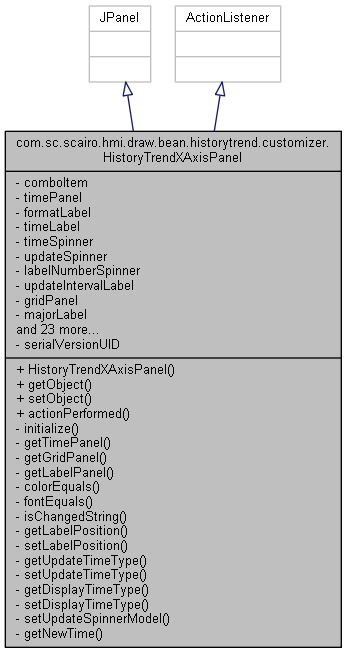 JPanel
ActionListener
com.sc.scairo.hmi.draw.bean.historytrend.customizer.
HistoryTrendXAxisPanel
- comboItem
- timePanel
- formatLabel
- timeLabel
- timeSpinner
- updateSpinner
- labelNumberSpinner
- updateIntervalLabel
- gridPanel
- majorLabel
and 23 more...
- serialVersionUID
+ HistoryTrendXAxisPanel()
+ getObject()
+ setObject()
+ actionPerformed()
- initialize()
- getTimePanel()
- getGridPanel()
- getLabelPanel()
- colorEquals()
- fontEquals()
- isChangedString()
- getLabelPosition()
- setLabelPosition()
- getUpdateTimeType()
- setUpdateTimeType()
- getDisplayTimeType()
- setDisplayTimeType()
- setUpdateSpinnerModel()
- getNewTime()